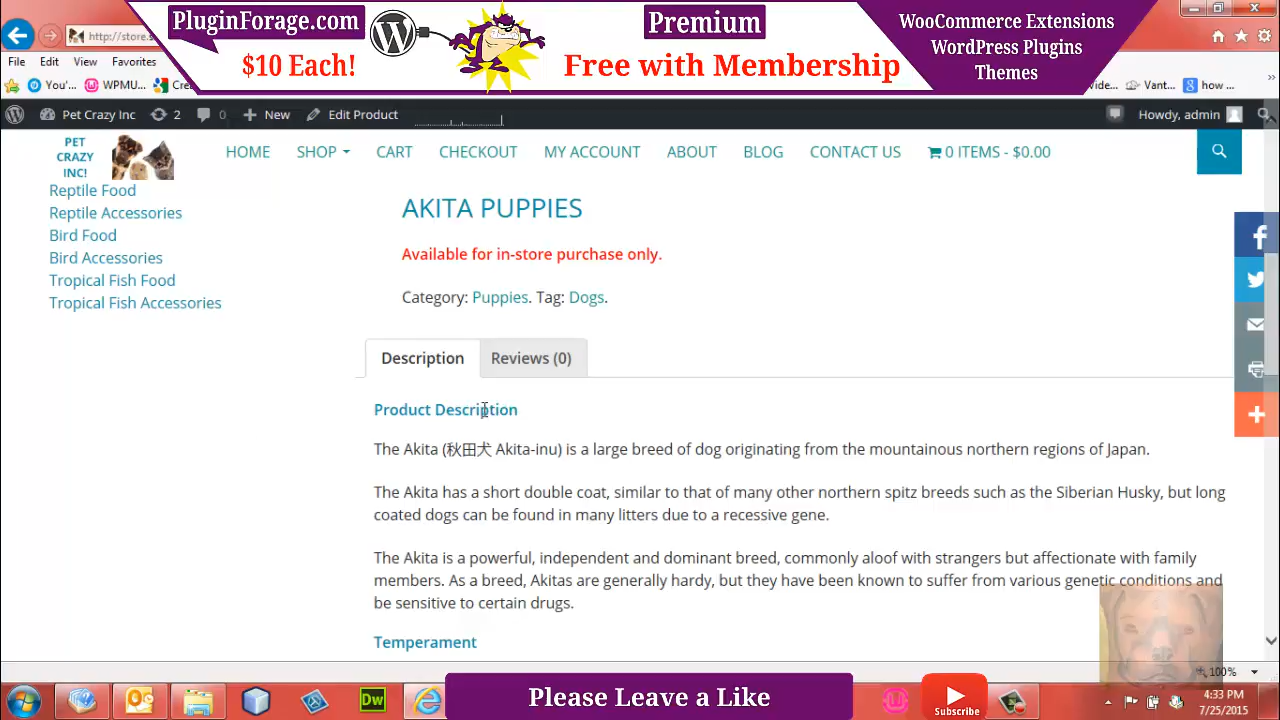 PluginForage.com
$10 Each!
Premium
Free with Membership
WooCommerce Extensions
WordPress Plugins
Themes
http://store.s
File Edit View Favorites
You'... WPMU... Cre
ide... Vant... how ...
Pet Crazy Inc 2 0 New Edit Product Howdy, admin
PET
CRAZY
INC!
HOME SHOP CART CHECKOUT MY ACCOUNT ABOUT BLOG CONTACT US 0 ITEMS - $0.00
Reptile Food
Reptile Accessories
Bird Food
Bird Accessories
Tropical Fish Food
Tropical Fish Accessories
AKITA PUPPIES
Available for in-store purchase only.
Category: Puppies. Tag: Dogs.
Description Reviews (0)
Product Description
The Akita (秋田犬 Akita-inu) is a large breed of dog originating from the mountainous northern regions of Japan.
The Akita has a short double coat, similar to that of many other northern spitz breeds such as the Siberian Husky, but long
coated dogs can be found in many litters due to a recessive gene.
The Akita is a powerful, independent and dominant breed, commonly aloof with strangers but affectionate with family
members. As a breed, Akitas are generally hardy, but they have been known to suffer from various genetic conditions and
be sensitive to certain drugs.
Temperament
100%
Dw
Please Leave a Like
Subscribe
4:33 PM
7/25/2015